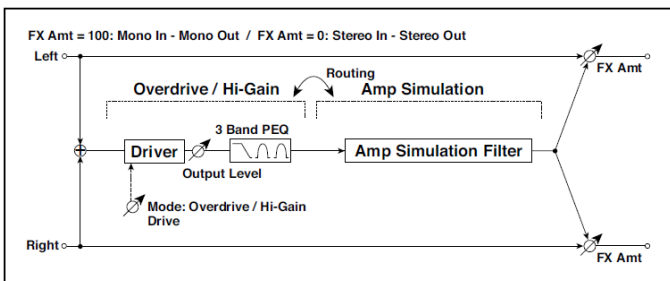 FX Amt = 100: Mono In - Mono Out / FX Amt = 0: Stereo In - Stereo Out
Left
FX Amt
Routing
Overdrive / Hi-Gain
Amp Simulation
3 Band PEQ
Driver
Amp Simulation Filter
Output Level
Mode: Overdrive / Hi-Gain
Drive
Right
FX Amt